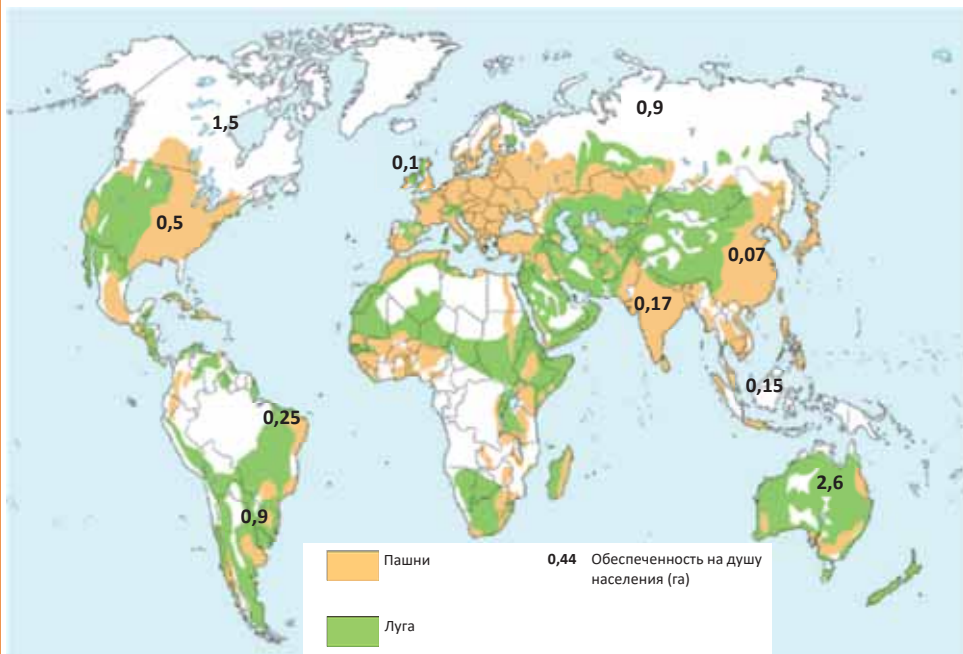 0,9
1,5
0,1
0,5
0,07
0,17
0,15
0,25
2,6
0,9
Пашни
0,44 Обеспеченность на душу
населения (га)
Луга